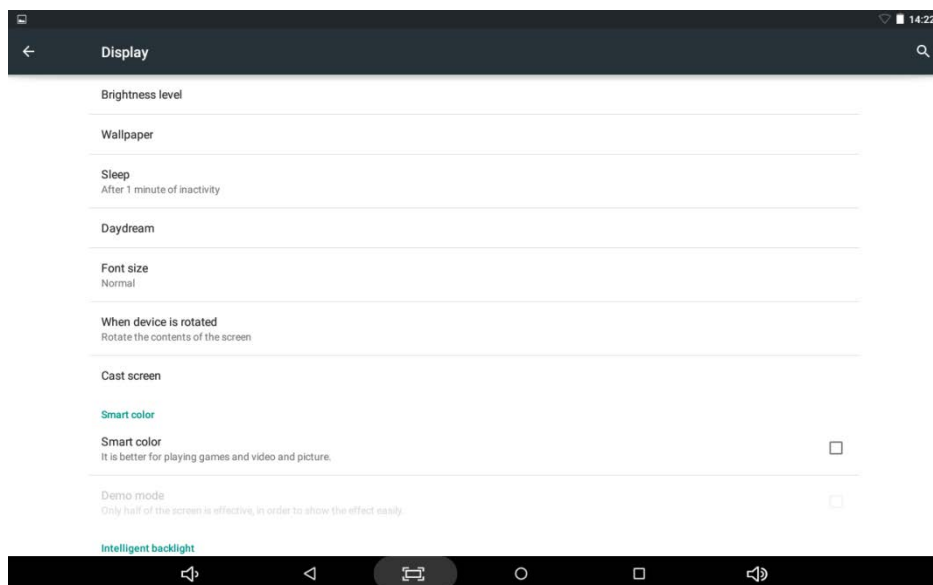 14:22
Display
Brightness level
Wallpaper
Sleep
After 1 minute of inactivity
Daydream
Font size
Normal
When device is rotated
Rotate the contents of the screen
Cast screen
Smart color
Smart color
It is better for playing games and video and picture.
Demo mode
Only half of the screen is effective, in order to show the effect easily.
Intelligent backlight